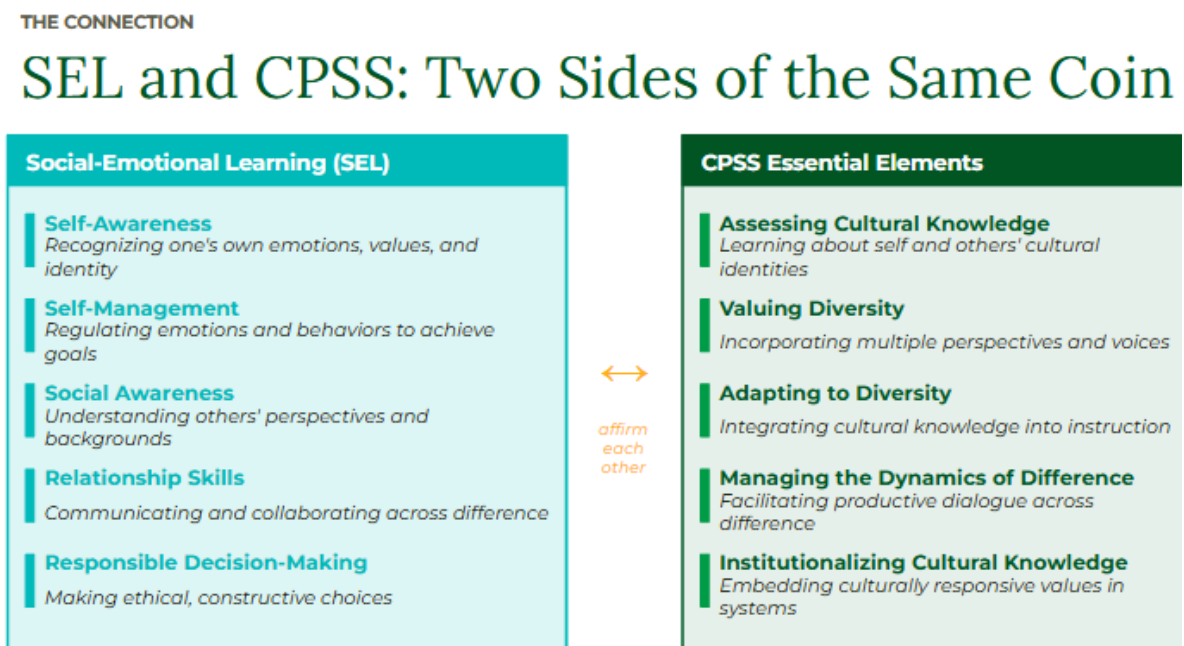 THE CONNECTION
SEL and CPSS: Two Sides of the Same Coin
Social-Emotional Learning (SEL)
Self-Awareness
Recognizing one's own emotions, values, and
identity
Self-Management
Regulating emotions and behaviors to achieve
goals
Social Awareness
Understanding others' perspectives and
backgrounds
Relationship Skills
Communicating and collaborating across difference
Responsible Decision-Making
Making ethical, constructive choices
↔
affirm
each
other
CPSS Essential Elements
Assessing Cultural Knowledge
Learning about self and others' cultural
identities
Valuing Diversity
Incorporating multiple perspectives and voices
Adapting to Diversity
Integrating cultural knowledge into instruction
Managing the Dynamics of Difference
Facilitating productive dialogue across
difference
Institutionalizing Cultural Knowledge
Embedding culturally responsive values in
systems